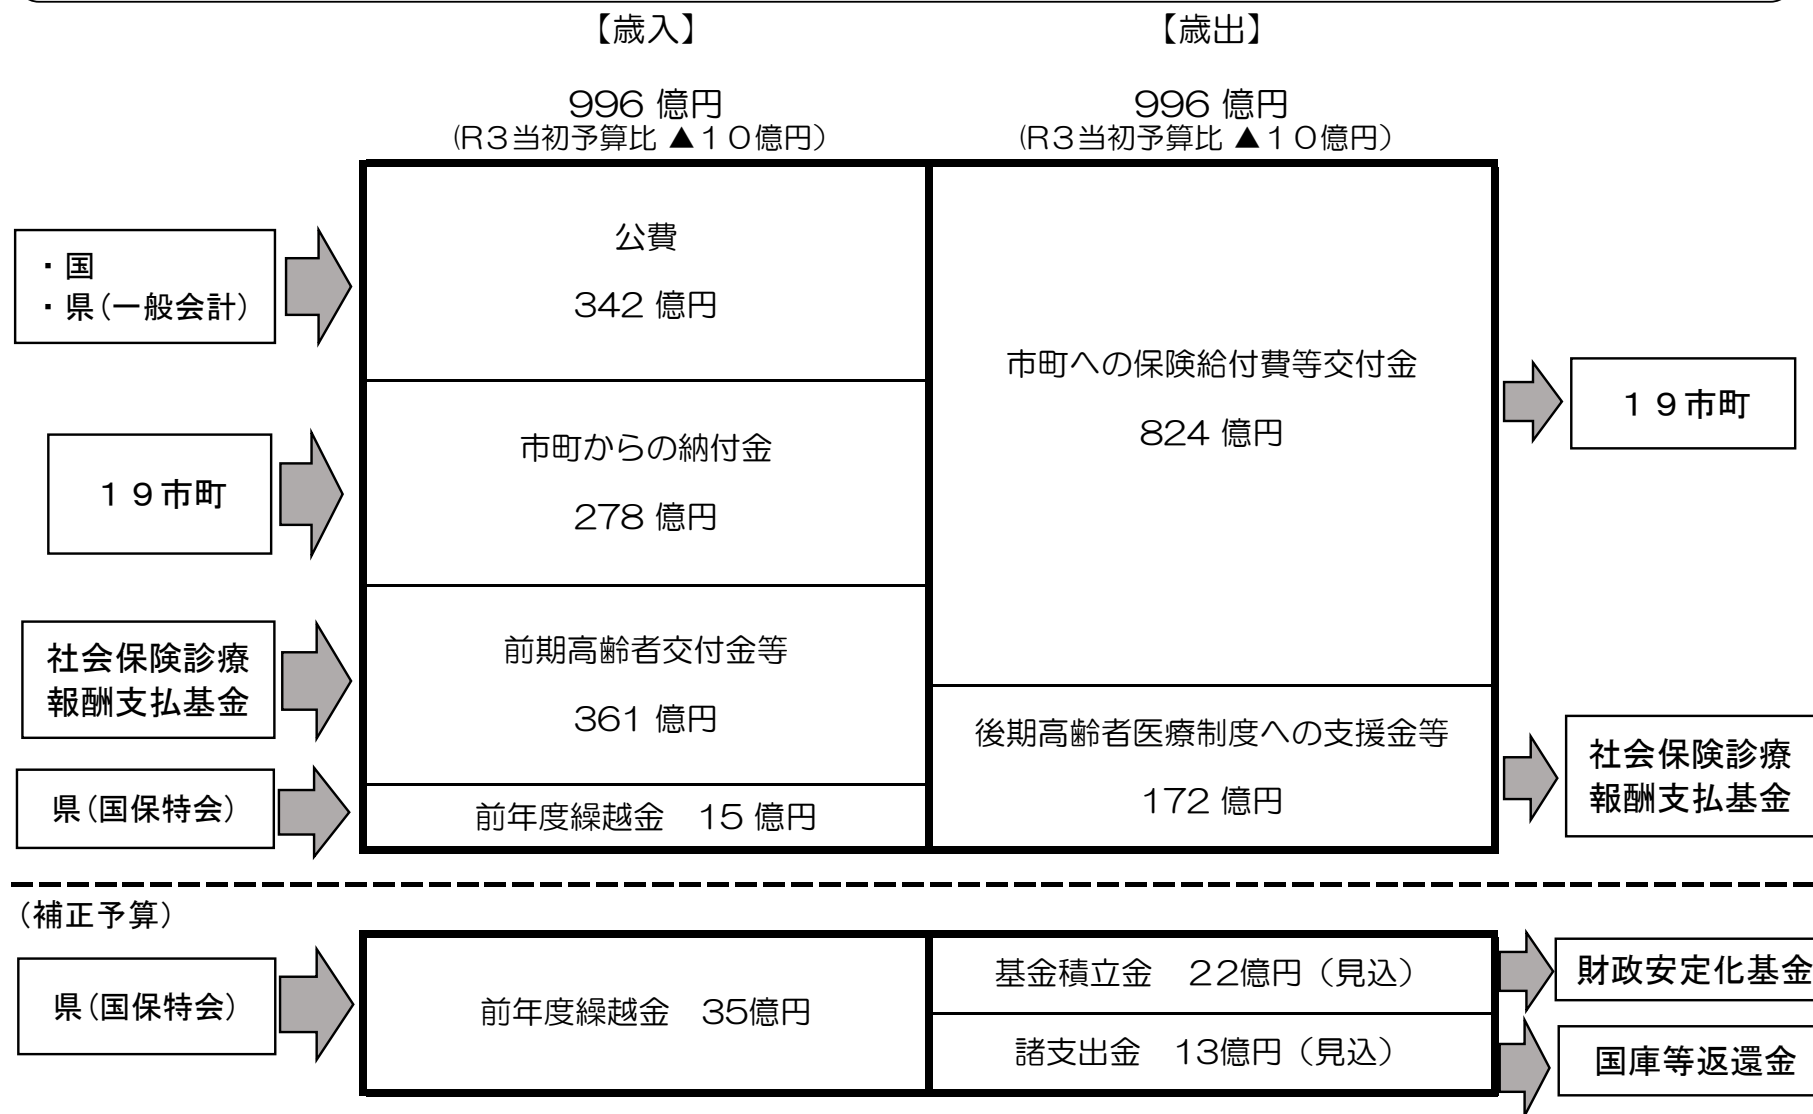 【歳入】
【歳出】
996 億円
(R3当初予算比 ▲10億円)
996 億円
(R3当初予算比 ▲10億円)
・国
・県(一般会計)
公費
342 億円
19市町
市町からの納付金
278 億円
社会保険診療
報酬支払基金
前期高齢者交付金等
361 億円
県(国保特会)
前年度繰越金 15 億円
市町への保険給付費等交付金
824 億円
19市町
後期高齢者医療制度への支援金等
172 億円
社会保険診療
報酬支払基金
(補正予算)
県(国保特会)
前年度繰越金 35億円
基金積立金 22億円(見込)
財政安定化基金
諸支出金 13億円(見込)
国庫等返還金